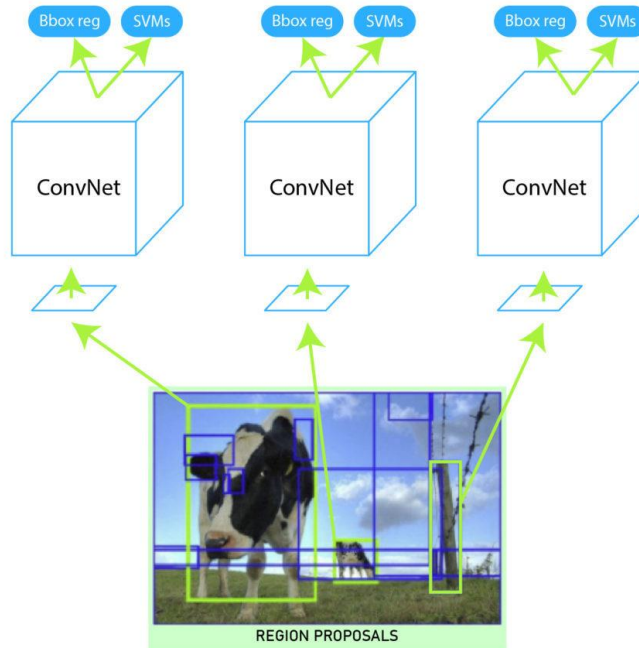 Bbox reg SVMs Bbox reg SVMs Bbox reg SVMs
ConvNet ConvNet ConvNet
REGION PROPOSALS